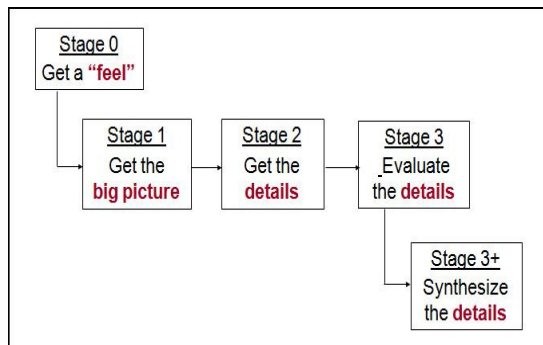 Stage 0
Get a “feel”
Stage 1
Get the
big picture
Stage 2
Get the
details
Stage 3
Evaluate
the details
Stage 3+
Synthesize
the details